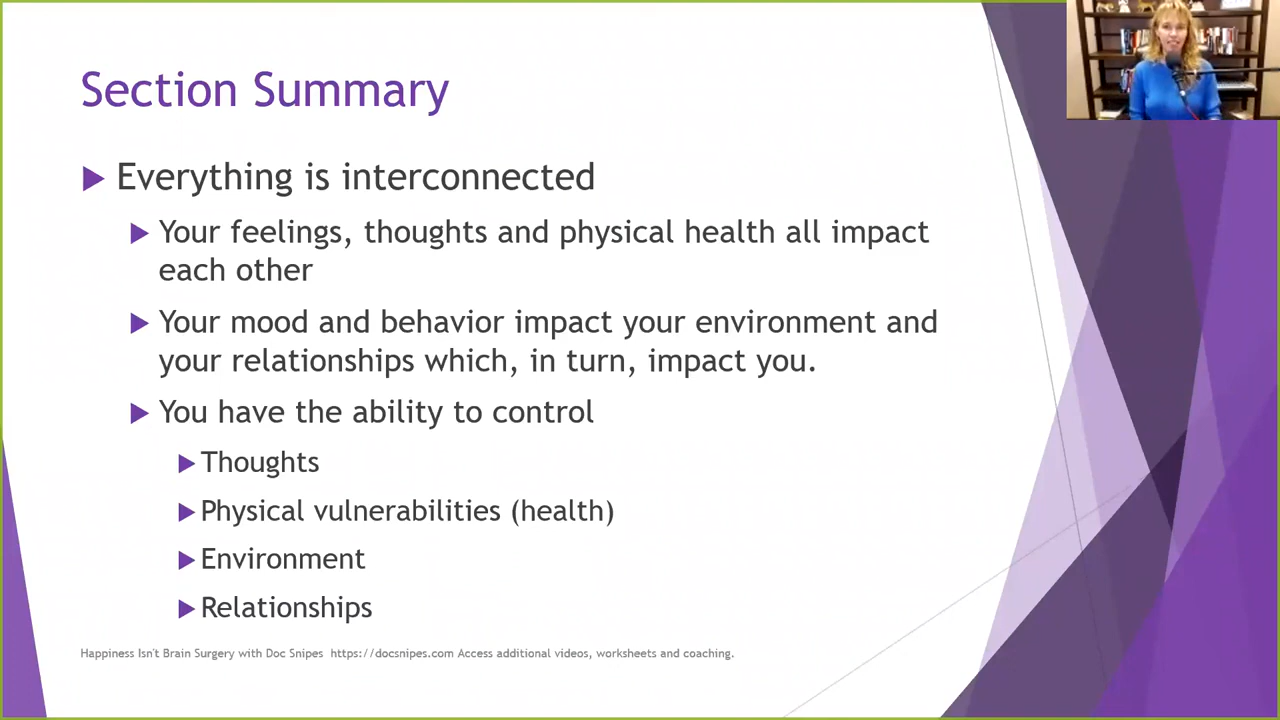 Section Summary
Everything is interconnected
Your feelings, thoughts and physical health all impact
each other
Your mood and behavior impact your environment and
your relationships which, in turn, impact you.
You have the ability to control
Thoughts
Physical vulnerabilities (health)
Environment
Relationships
Happiness Isn't Brain Surgery with Doc Snipes https://docsnipes.com Access additional videos, worksheets and coaching.